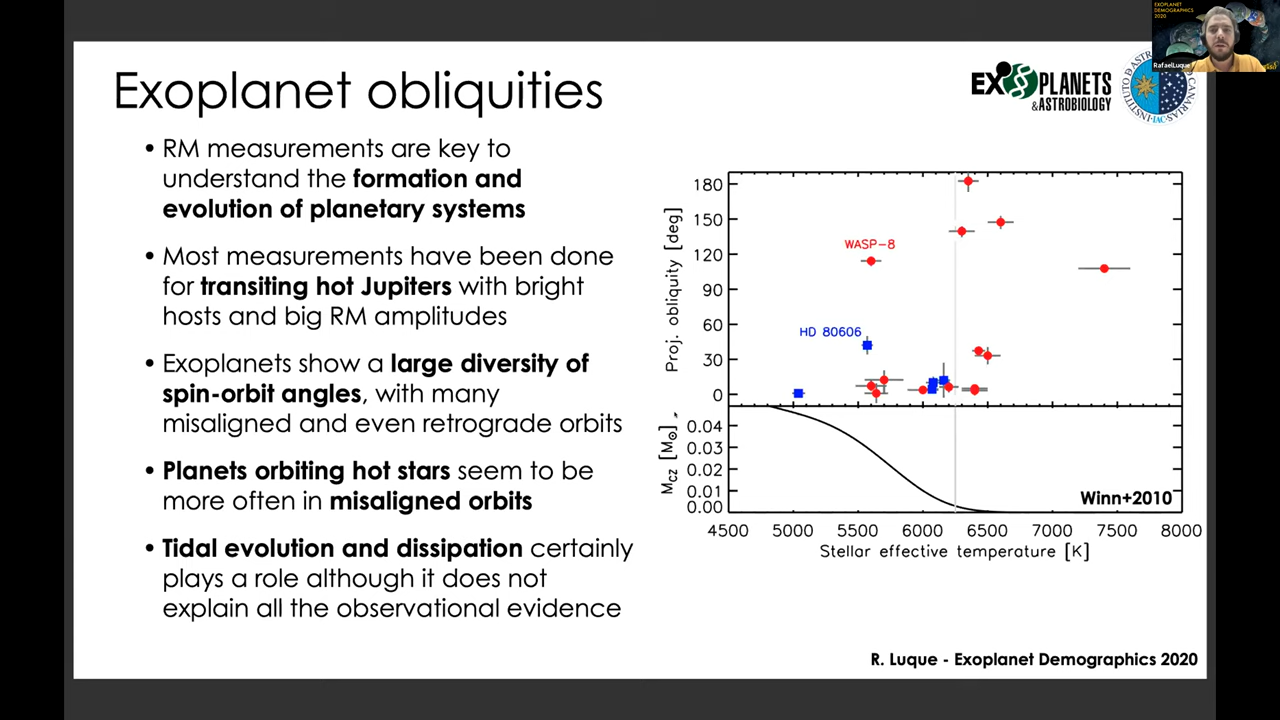 EXOPLANET
DEMOGRAPHICS
2020
RafaelLuque
Exoplanet obliquities
EXOPLANETS
&ASTROBIOLOGY
• RM measurements are key to
understand the formation and
evolution of planetary systems
• Most measurements have been done
for transiting hot Jupiters with bright
hosts and big RM amplitudes
• Exoplanets show a large diversity of
spin-orbit angles, with many
misaligned and even retrograde orbits
• Planets orbiting hot stars seem to be
more often in misaligned orbits
• Tidal evolution and dissipation certainly
plays a role although it does not
explain all the observational evidence
Proj. obliquity [deg]
180
150
120
90
60
30
0
WASP-8
HD 80606
M_CZ [M⊙]
0.04
0.03
0.02
0.01
0.00
Winn+2010
4500 5000 5500 6000 6500 7000 7500 8000
Stellar effective temperature [K]
R. Luque - Exoplanet Demographics 2020